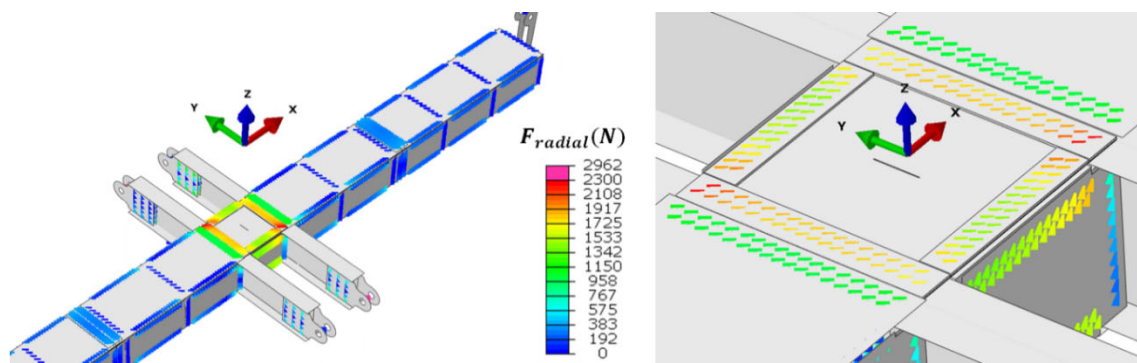 Z
Y
X
F_radial(N)
2962
2300
2108
1917
1725
1533
1342
1150
958
767
575
383
192
0
Z
Y
X